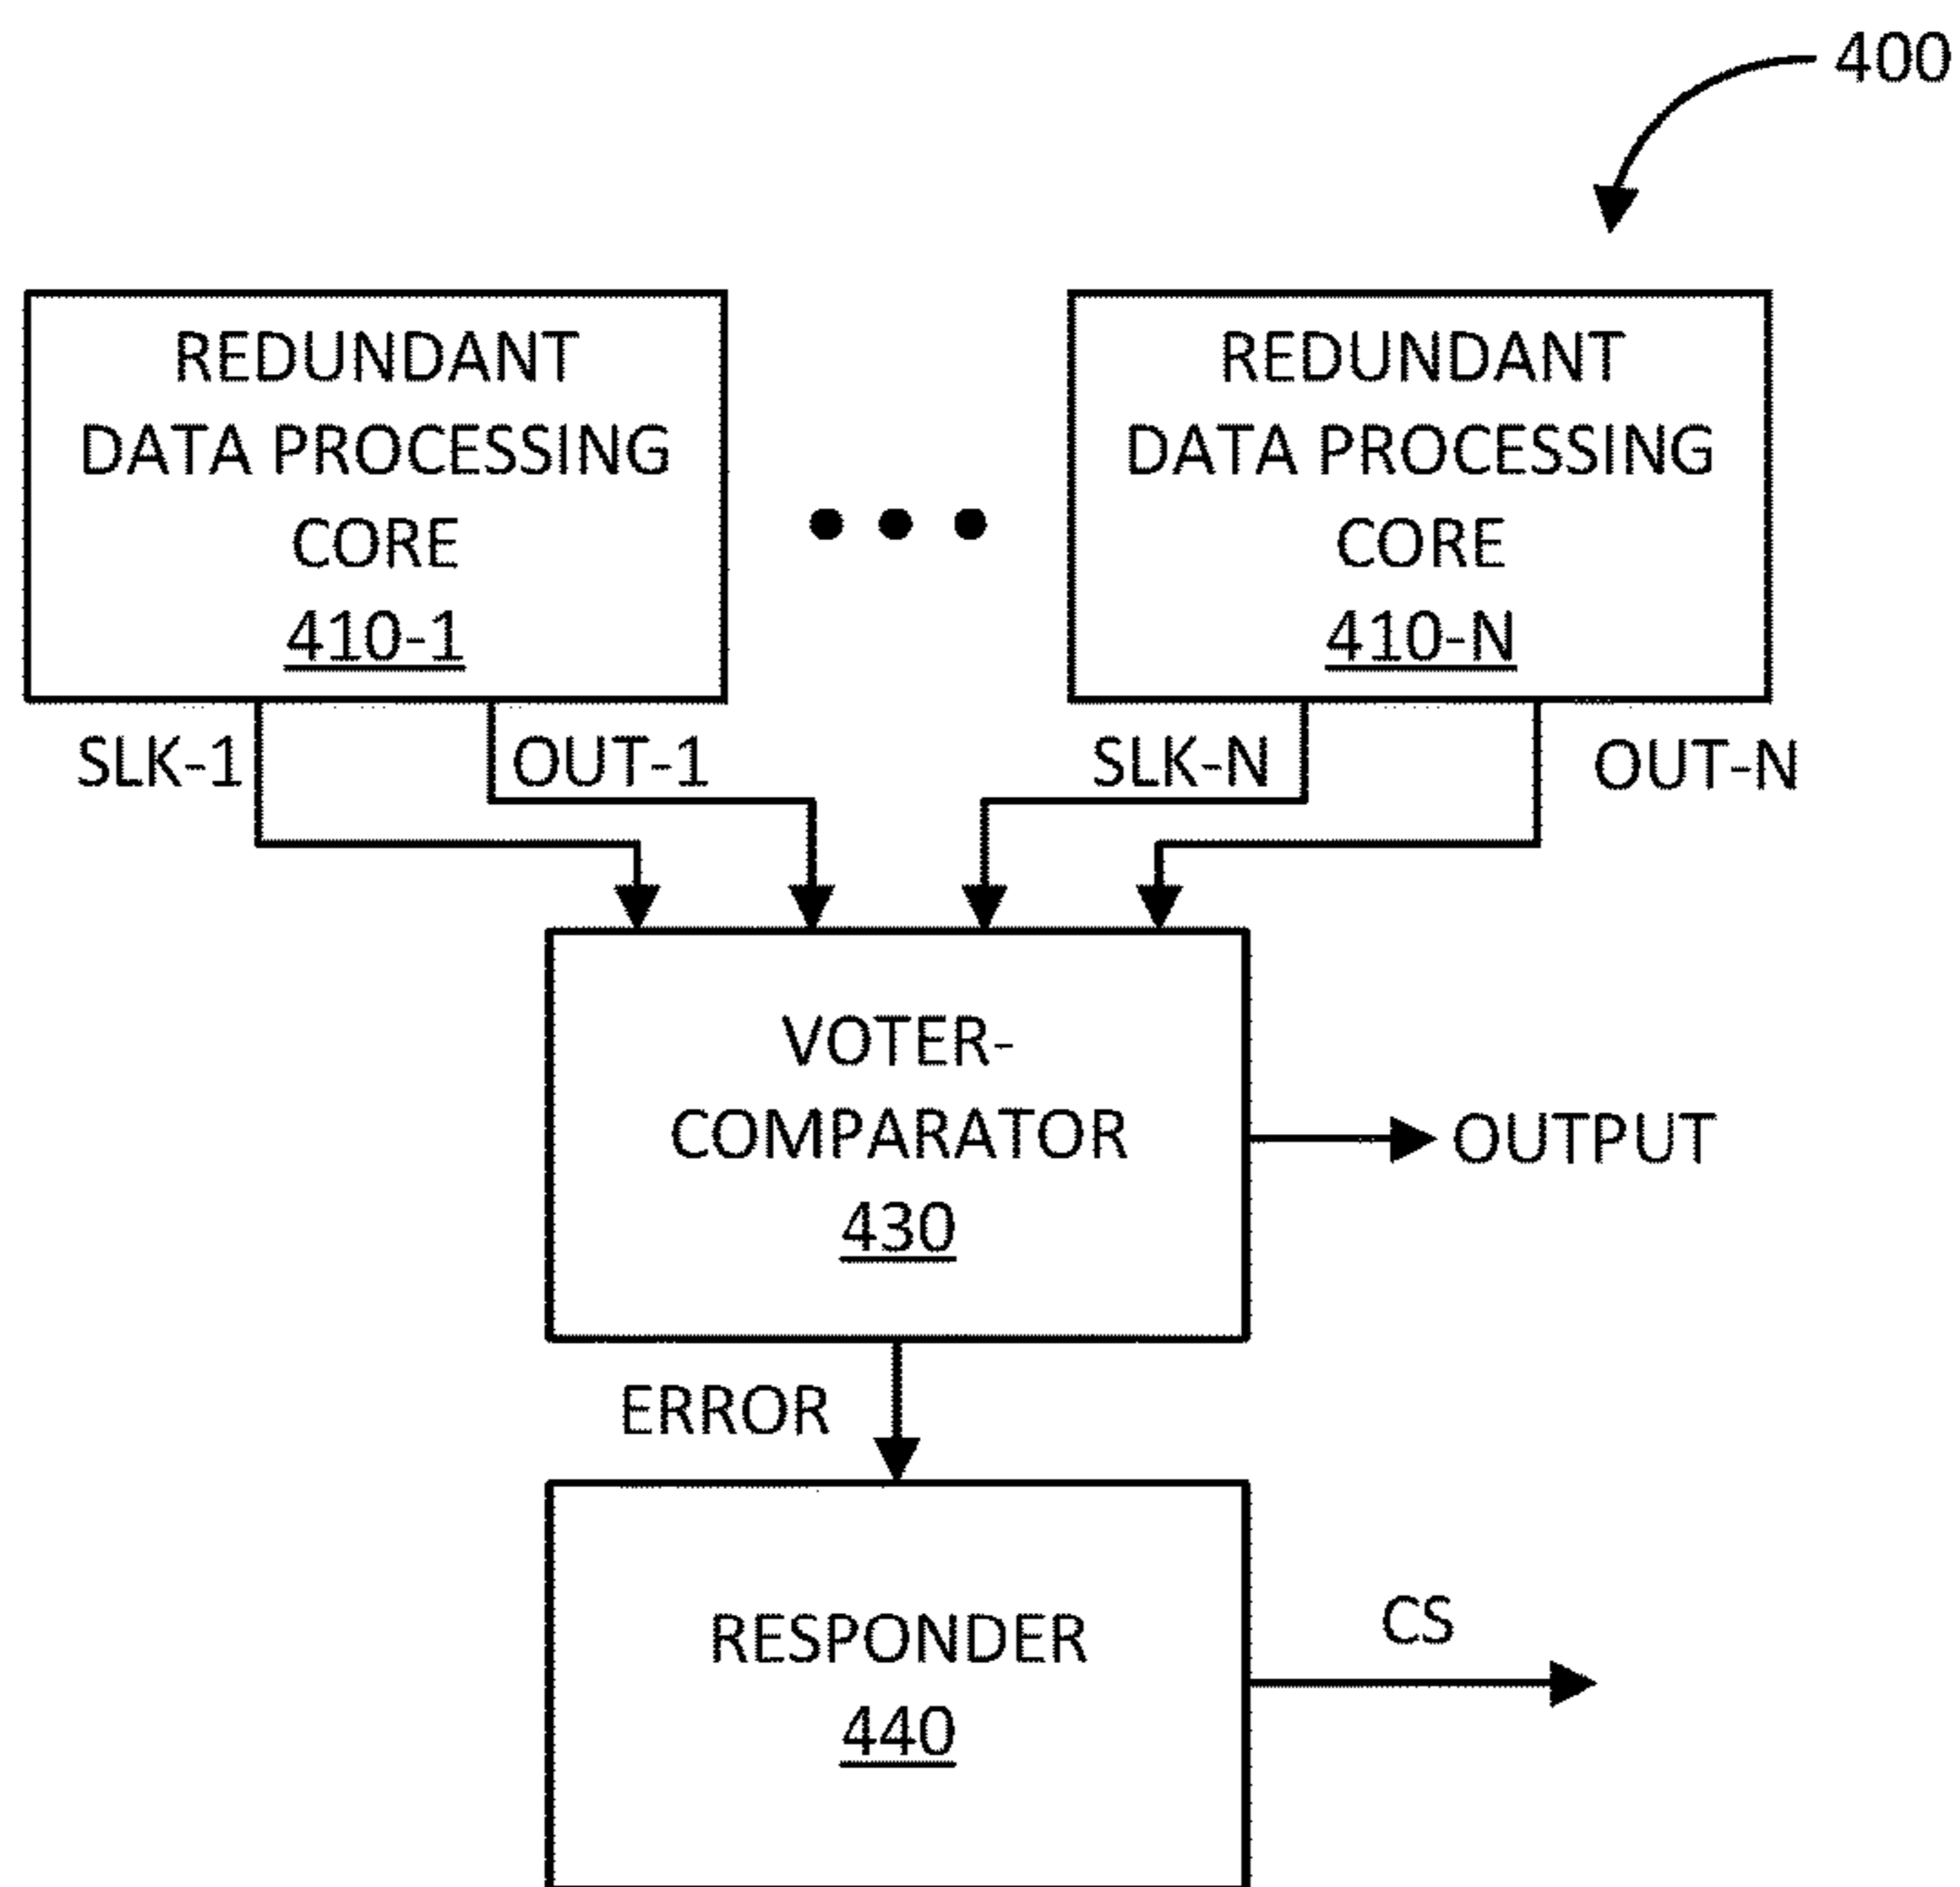 400
REDUNDANT
DATA PROCESSING
CORE
410-1
REDUNDANT
DATA PROCESSING
CORE
410-N
SLK-1
OUT-1
SLK-N
OUT-N
VOTER-
COMPARATOR
430
OUTPUT
ERROR
RESPONDER
440
CS